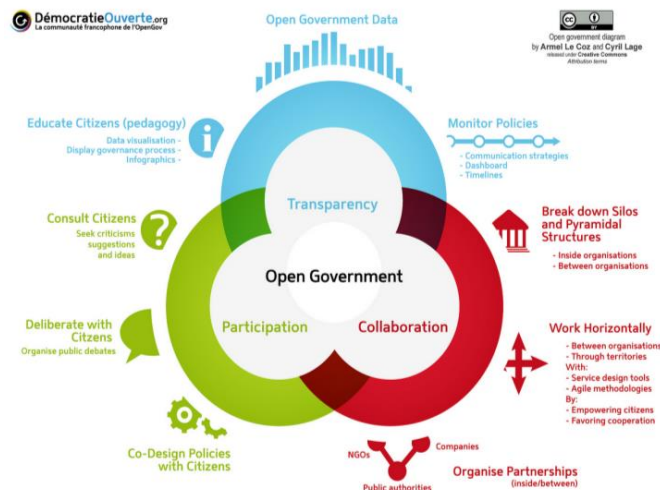 DémocratieOuverte.org
La communauté francophone de l'OpenGov
Open Government Data
cc
BY
Open government diagram
by Armel Le Coz and Cyril Lage
released under Creative Commons
Attribution terms
Educate Citizens (pedagogy)
Data visualisation -
Display governance process -
Infographics -
i
Monitor Policies
- Communication strategies
- Dashboard
- Timelines
Transparency
Consult Citizens
Seek criticisms
suggestions
and ideas
?
Break down Silos
and Pyramidal
Structures
- Inside organisations
- Between organisations
Open Government
Participation
Collaboration
Deliberate with
Citzens
Organise public debates
Work Horizontally
- Between organisations
- Through territories
With:
- Service design tools
- Agile methodologies
By:
- Empowering citizens
- Favoring cooperation
Co-Design Policies
with Citizens
NGOs
Companies
Public authorities
Organise Partnerships
(inside/between)